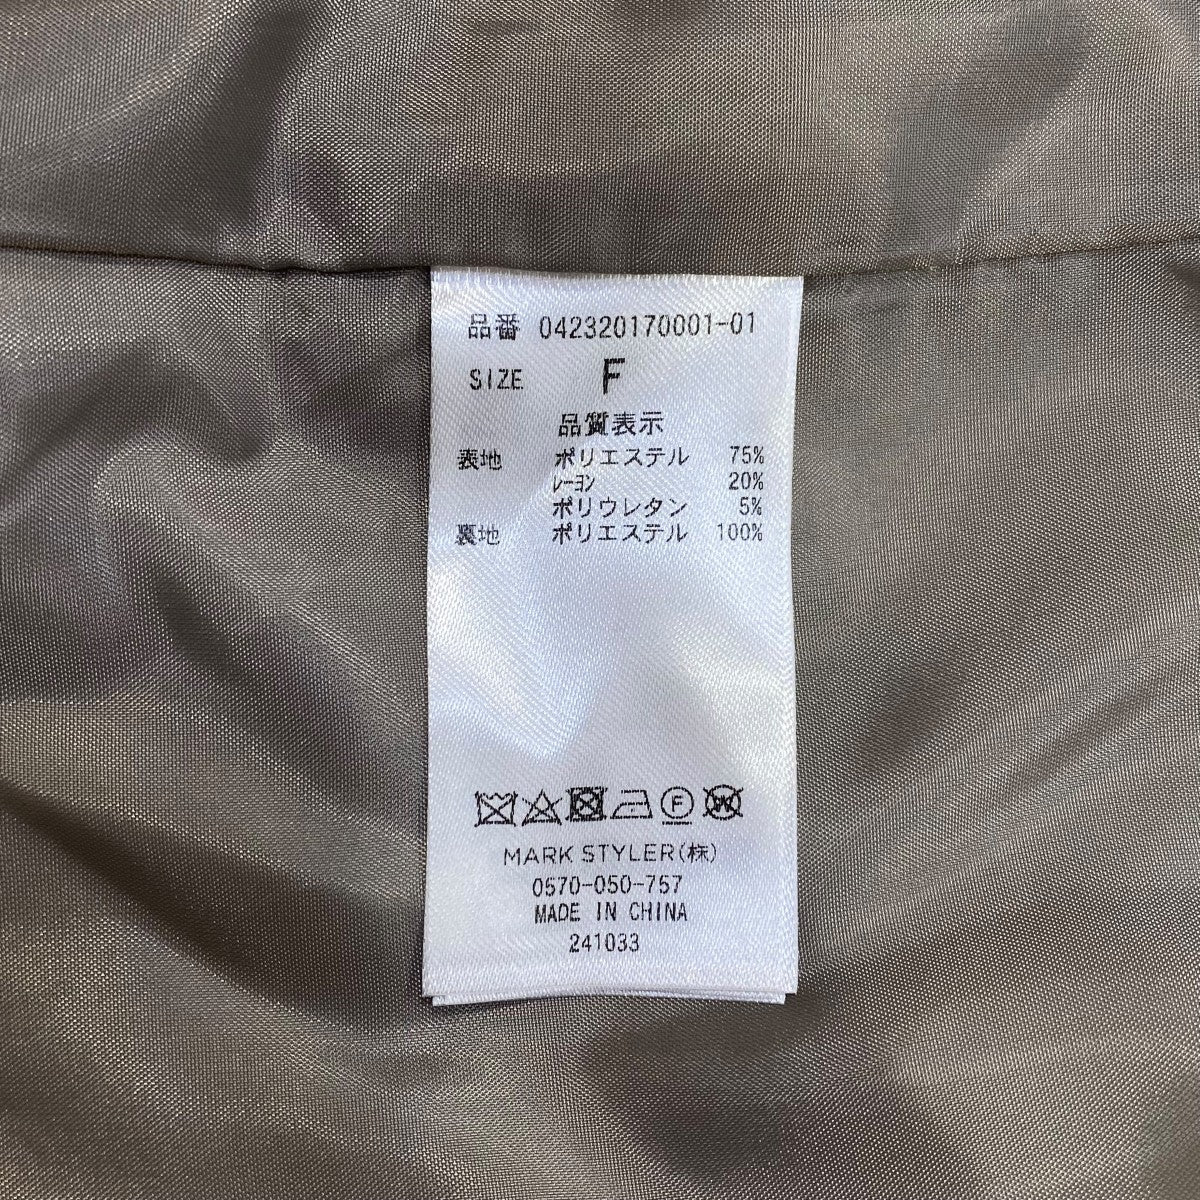 品番 042320170001-01
SIZE F
品質表示
表地 ポリエステル 75%
レーヨン 20%
ポリウレタン 5%
裏地 ポリエステル 100%
F W
MARK STYLER(株)
0570-050-757
MADE IN CHINA
241033